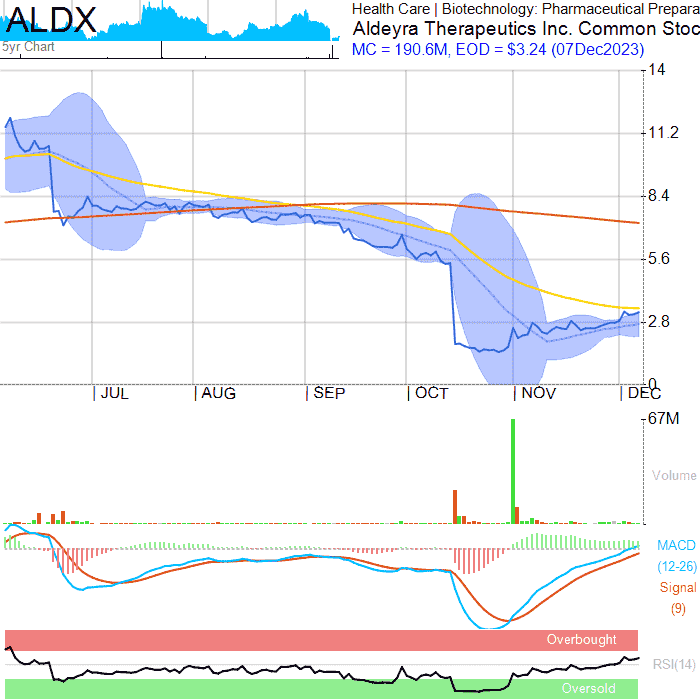 ALDX
5yr Chart
Health Care | Biotechnology: Pharmaceutical Prepara
Aldeyra Therapeutics Inc. Common Stoc
MC = 190.6M, EOD = $3.24 (07Dec2023)
14
11.2
8.4
5.6
2.8
0
JUL AUG SEP OCT NOV DEC
67M
Volume
MACD
(12-26)
Signal
(9)
Overbought
RSI(14)
Oversold